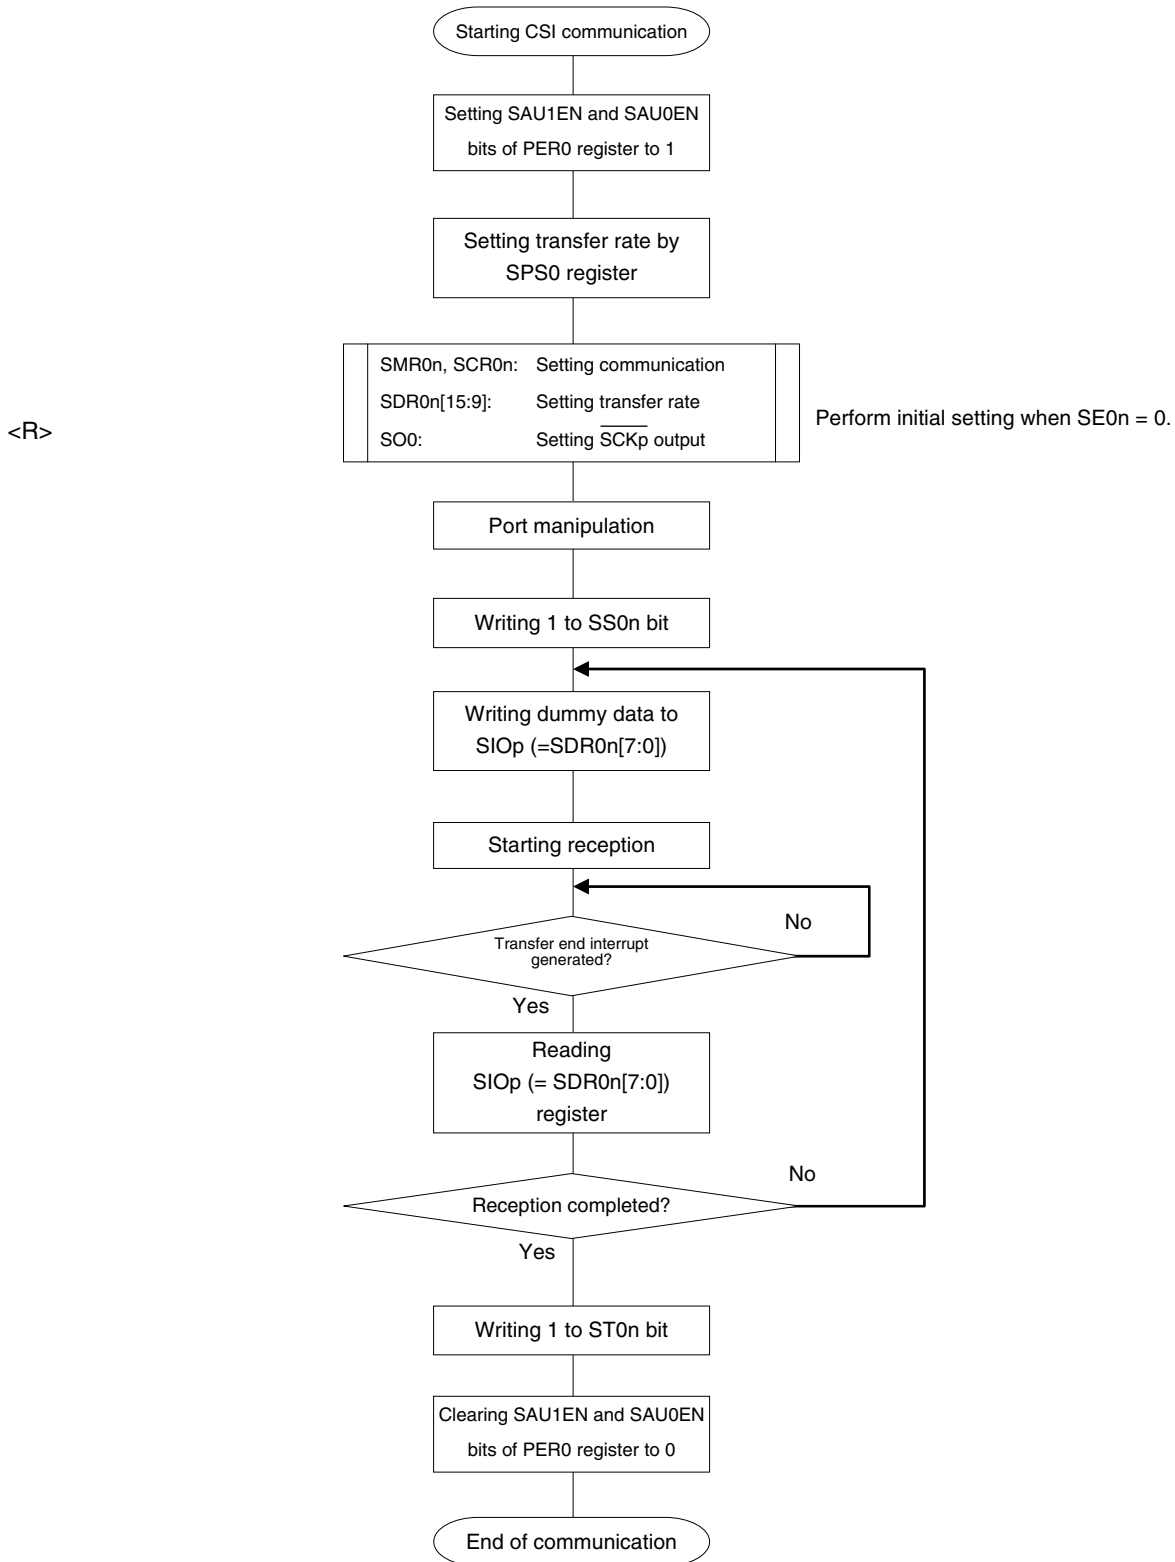 Starting CSI communication
Setting SAU1EN and SAU0EN
bits of PER0 register to 1
Setting transfer rate by
SPS0 register
<R>
SMR0n, SCR0n: Setting communication
SDR0n[15:9]: Setting transfer rate
SO0: Setting S̅C̅K̅p̅ output
Perform initial setting when SE0n = 0.
Port manipulation
Writing 1 to SS0n bit
Writing dummy data to
SIOp (=SDR0n[7:0])
Starting reception
No
Transfer end interrupt
generated?
Yes
Reading
SIOp (= SDR0n[7:0])
register
No
Reception completed?
Yes
Writing 1 to ST0n bit
Clearing SAU1EN and SAU0EN
bits of PER0 register to 0
End of communication